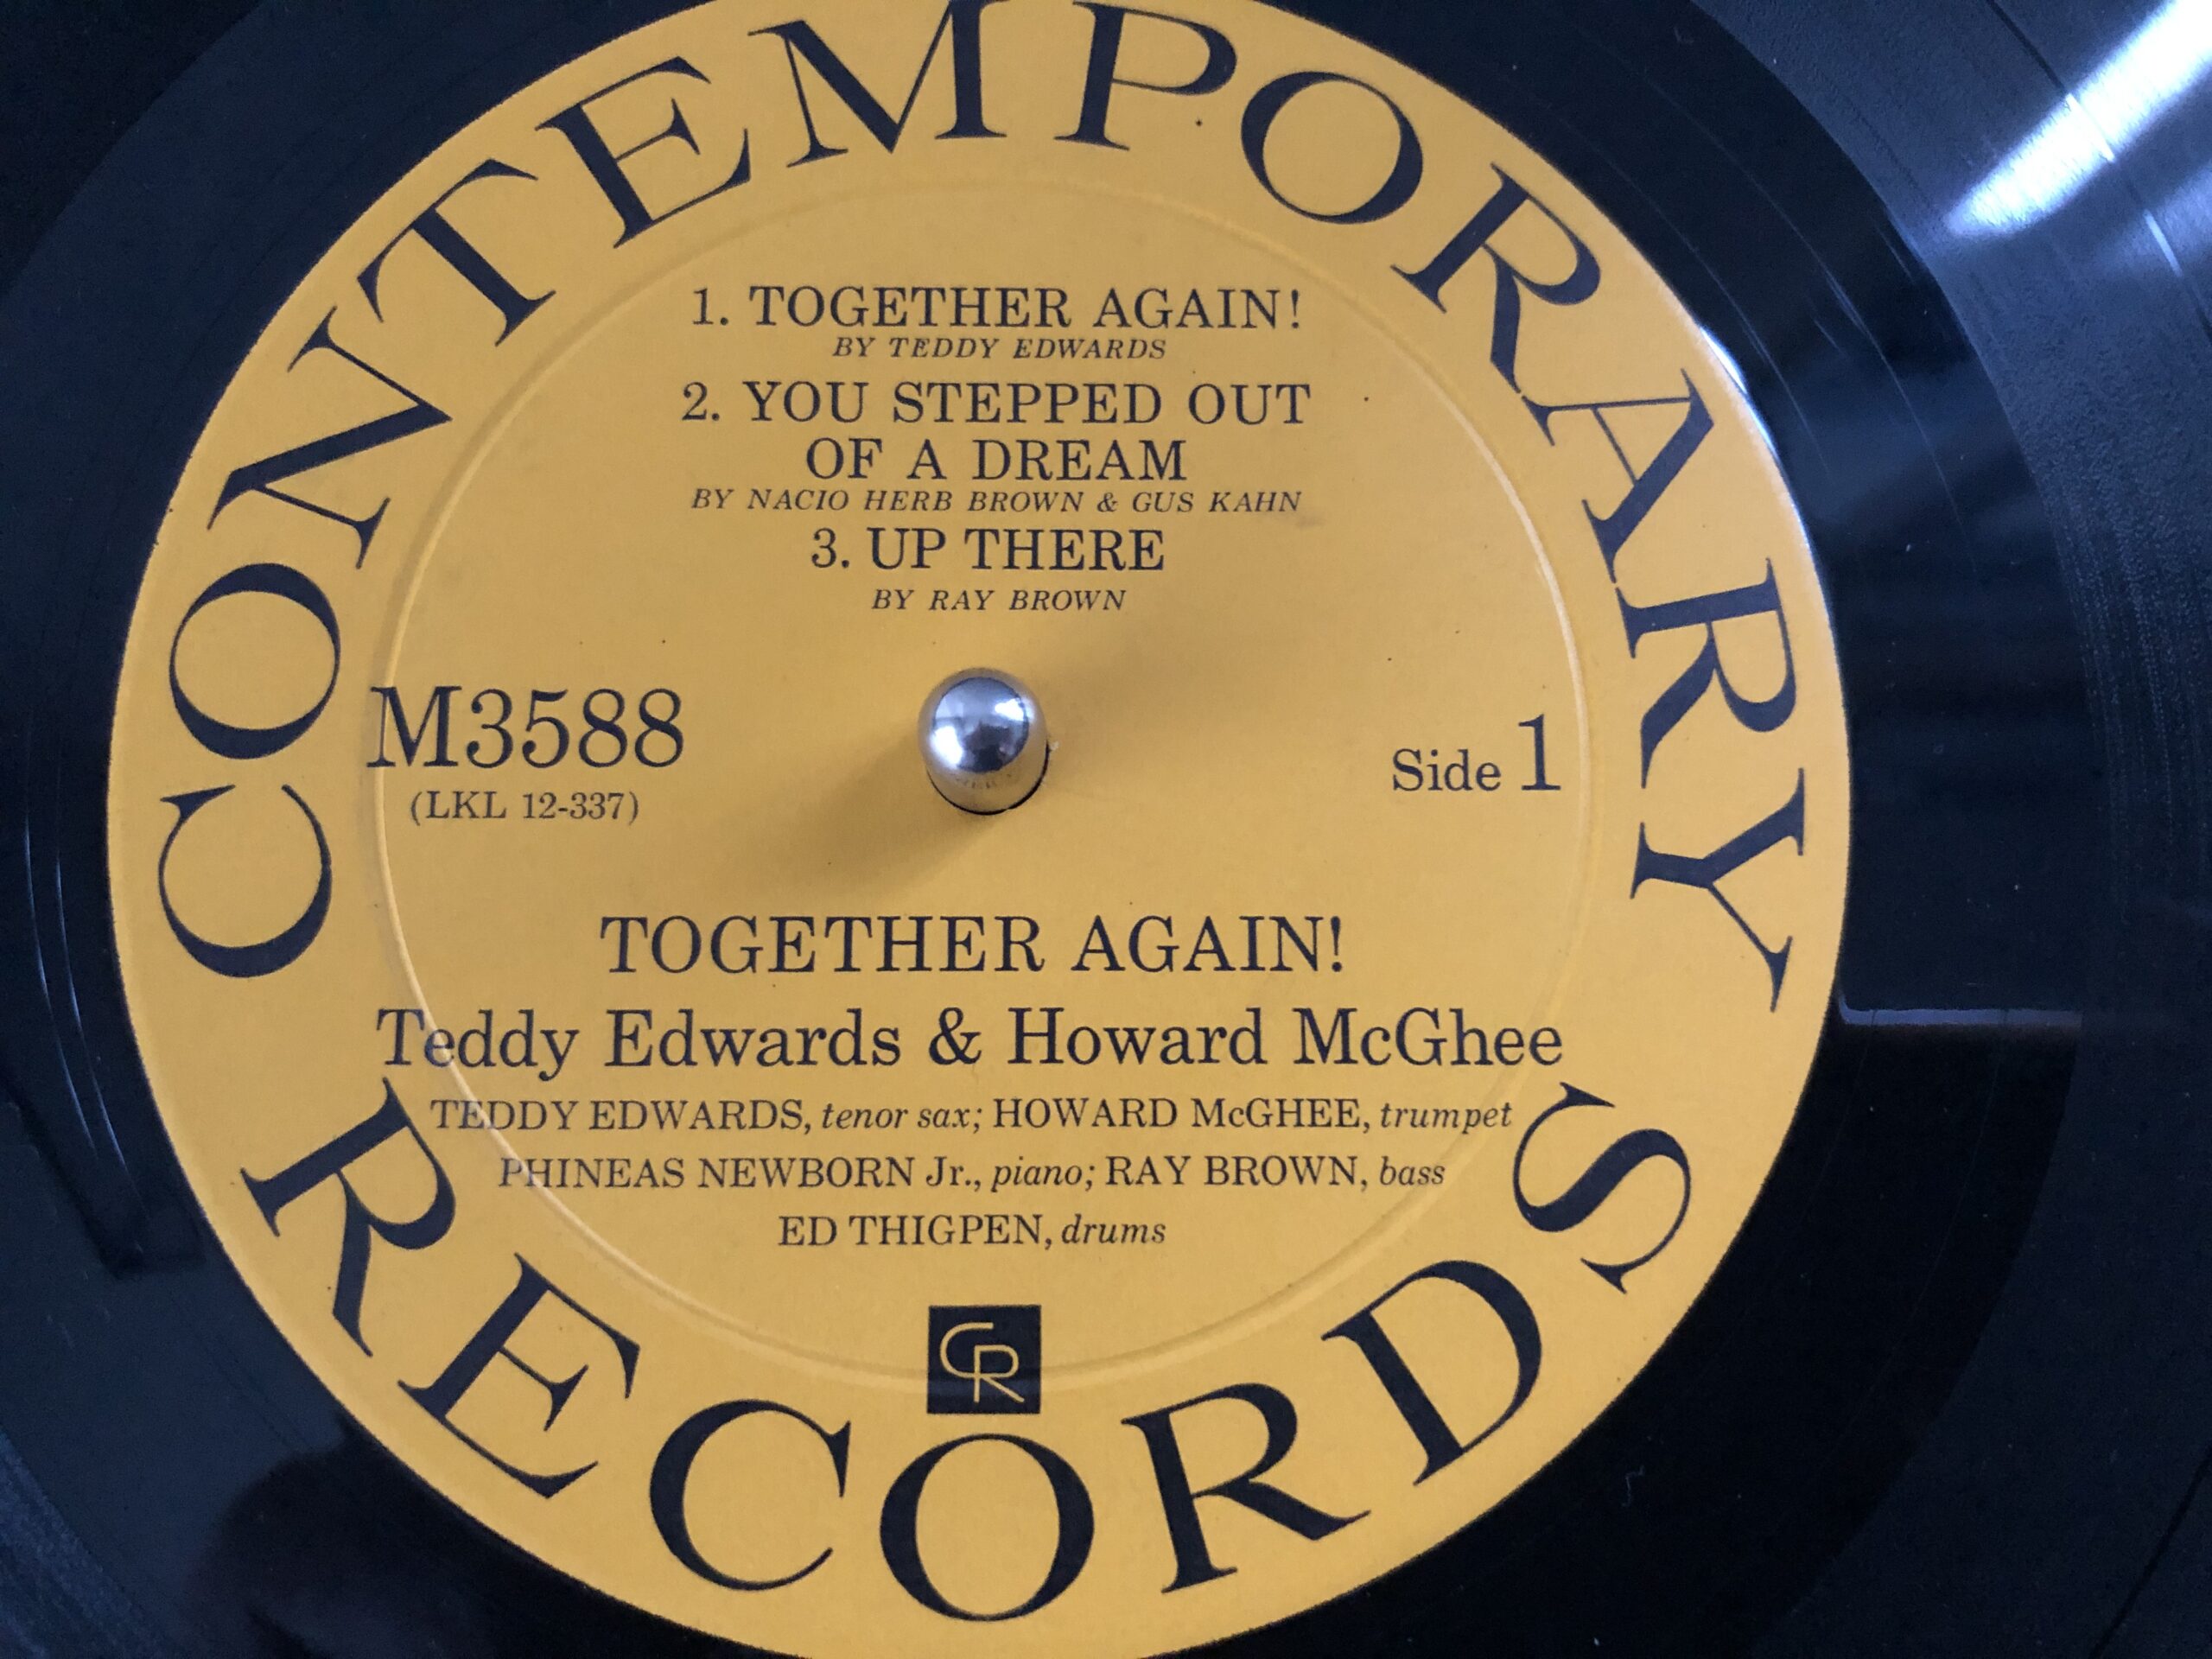 CONTEMPORARY
1. TOGETHER AGAIN!
BY TEDDY EDWARDS
2. YOU STEPPED OUT
OF A DREAM
BY NACIO HERB BROWN & GUS KAHN
3. UP THERE
BY RAY BROWN
M3588
(LKL 12-337)
Side 1
TOGETHER AGAIN!
Teddy Edwards & Howard McGhee
TEDDY EDWARDS, tenor sax; HOWARD McGHEE, trumpet
PHINEAS NEWBORN Jr., piano; RAY BROWN, bass
ED THIGPEN, drums
CR
RECORDS